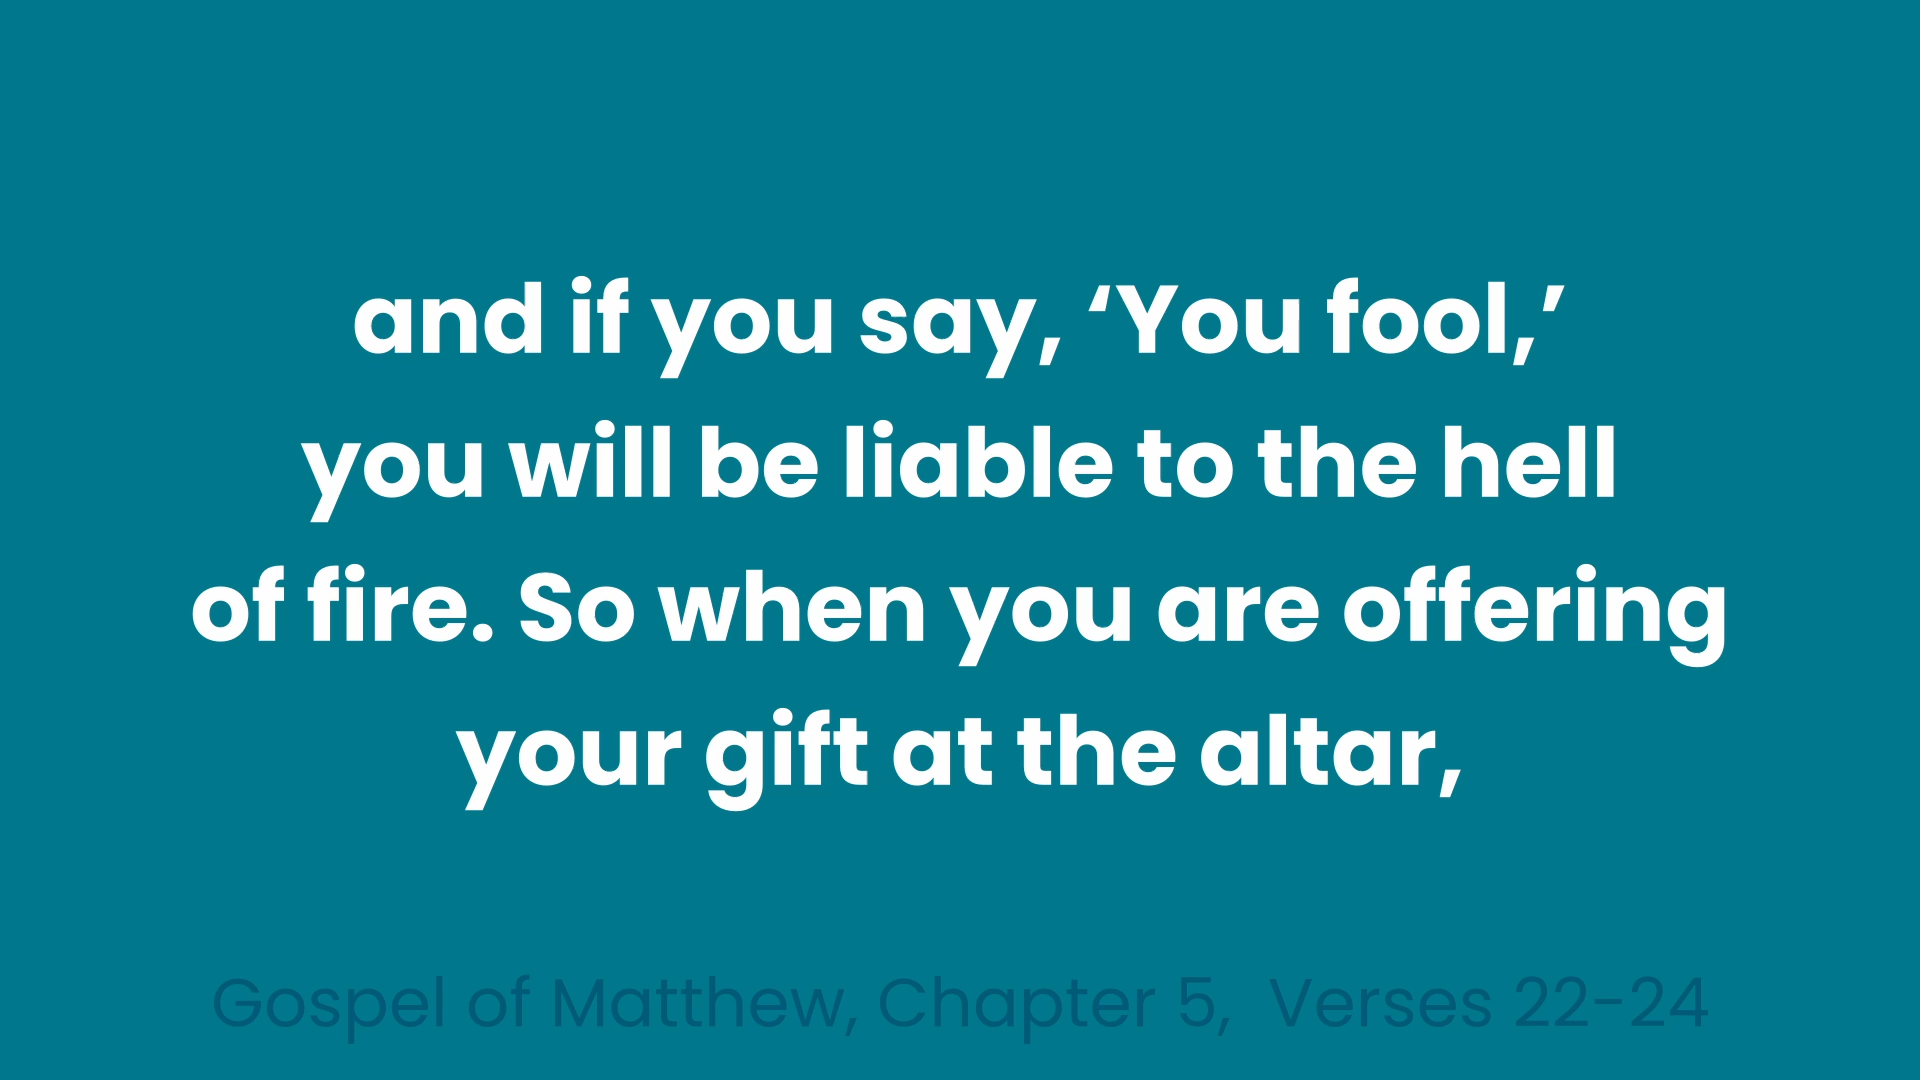 and if you say, ‘You fool,’
you will be liable to the hell
of fire. So when you are offering
your gift at the altar,
Gospel of Matthew, Chapter 5,  Verses 22-24